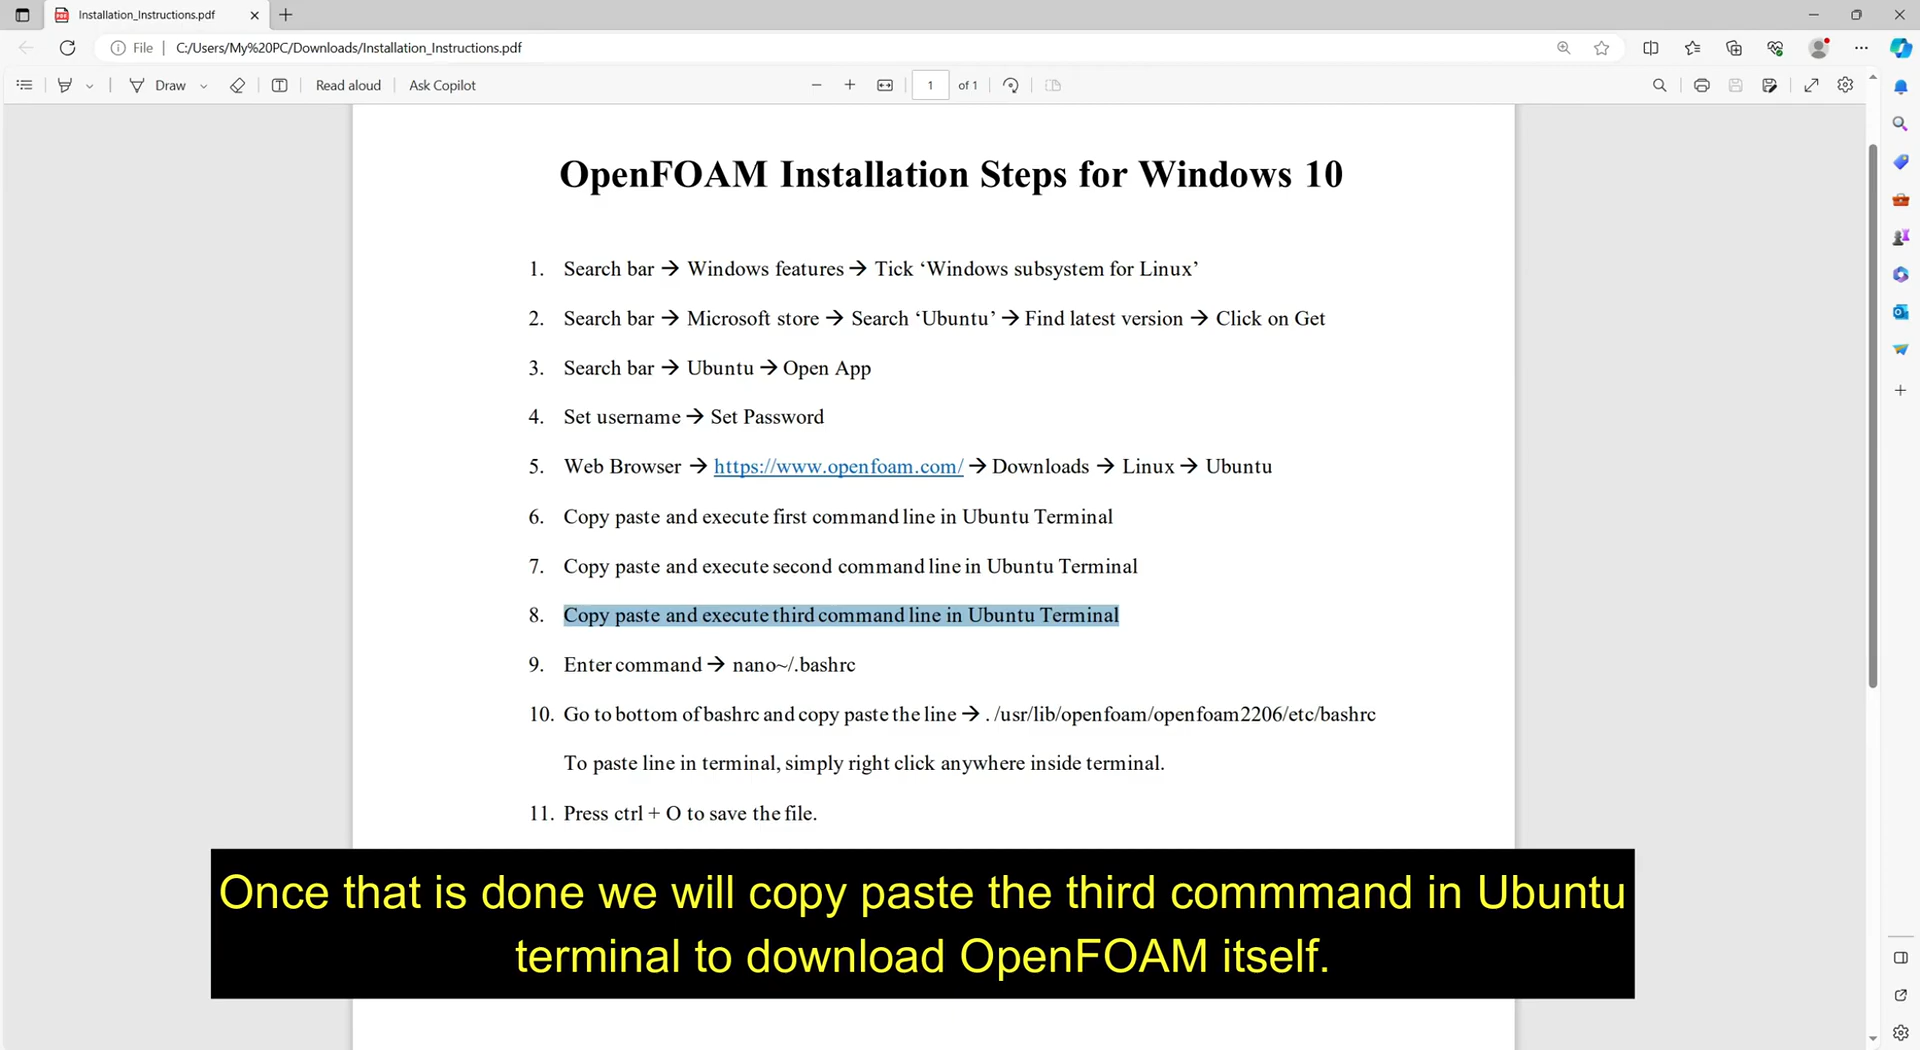 Installation_Instructions.pdf
File
C:/Users/My%20PC/Downloads/Installation_Instructions.pdf
Draw
Read aloud
Ask Copilot
1
of 1
OpenFOAM Installation Steps for Windows 10
1. Search bar → Windows features → Tick ‘Windows subsystem for Linux’
2. Search bar → Microsoft store → Search ‘Ubuntu’ → Find latest version → Click on Get
3. Search bar → Ubuntu → Open App
4. Set username → Set Password
5. Web Browser → https://www.openfoam.com/ → Downloads → Linux → Ubuntu
6. Copy paste and execute first command line in Ubuntu Terminal
7. Copy paste and execute second command line in Ubuntu Terminal
8. Copy paste and execute third command line in Ubuntu Terminal
9. Enter command → nano~/.bashrc
10. Go to bottom of bashrc and copy paste the line → . /usr/lib/openfoam/openfoam2206/etc/bashrc
To paste line in terminal, simply right click anywhere inside terminal.
11. Press ctrl + O to save the file.
Once that is done we will copy paste the third commmand in Ubuntu
terminal to download OpenFOAM itself.